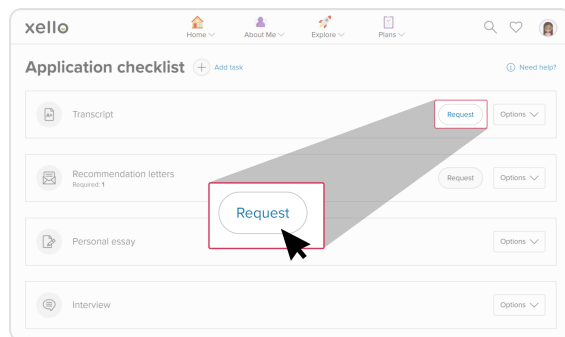 xello
Home About Me Explore Plans
Application checklist + Add task Need help?
Transcript Request Options
Recommendation letters Request Options
Required: 1
Request
Personal essay Options
Interview Options